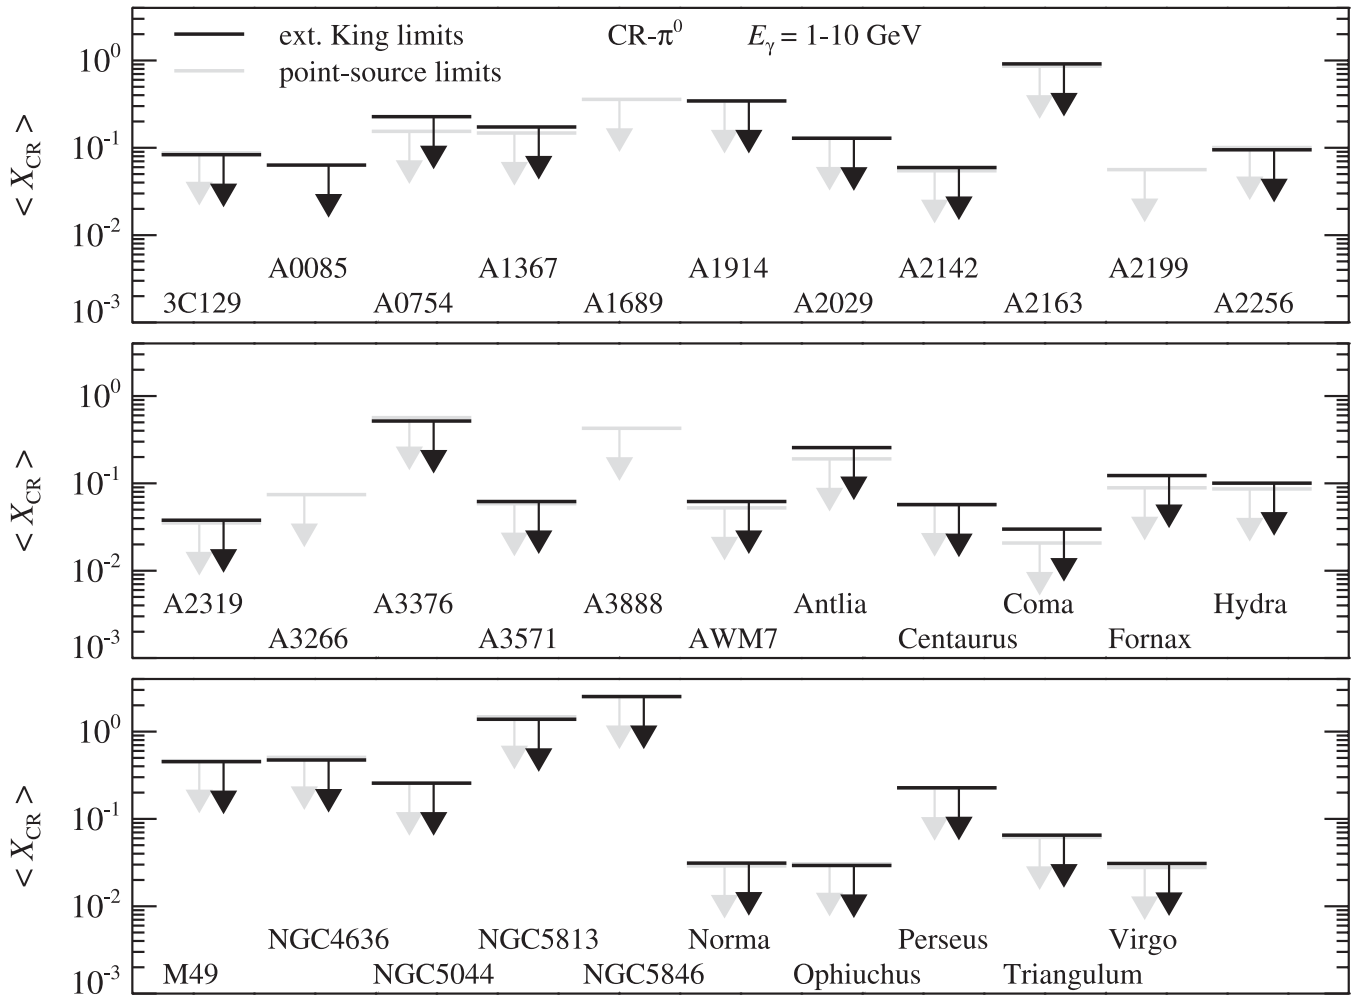 ext. King limits
CR-π⁰
E_γ = 1-10 GeV
point-source limits
< X_CR >
10⁰
10⁻¹
10⁻²
10⁻³
A0085 A1367 A1914 A2142 A2199
3C129 A0754 A1689 A2029 A2163 A2256
< X_CR >
10⁰
10⁻¹
10⁻²
10⁻³
A2319 A3376 A3888 Antlia Coma Hydra
A3266 A3571 AWM7 Centaurus Fornax
< X_CR >
10⁰
10⁻¹
10⁻²
10⁻³
NGC4636 NGC5813 Norma Perseus Virgo
M49 NGC5044 NGC5846 Ophiuchus Triangulum